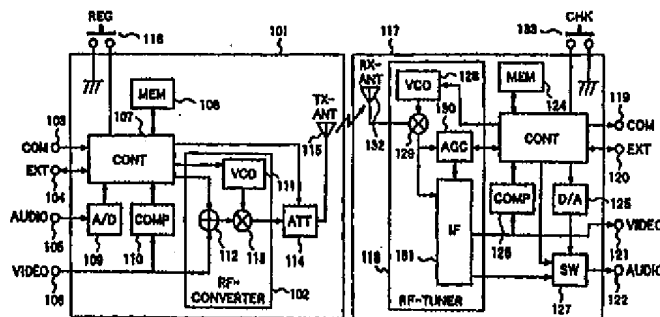 REG
116
101
117
133
CHK
MEM
108
107
103
COM
CONT
EXT
104
AUDIO
105
A/D
109
COMP
110
VIDEO
106
VCO
111
112
113
ATT
114
RF-
CONVERTER
102
TX-
ANT
115
RX-
ANT
132
VCO
128
129
130
AGC
IF
131
118
RF-TUNER
MEM
124
CONT
119
COM
EXT
120
COMP
126
D/A
125
VIDEO
121
SW
127
AUDIO
122